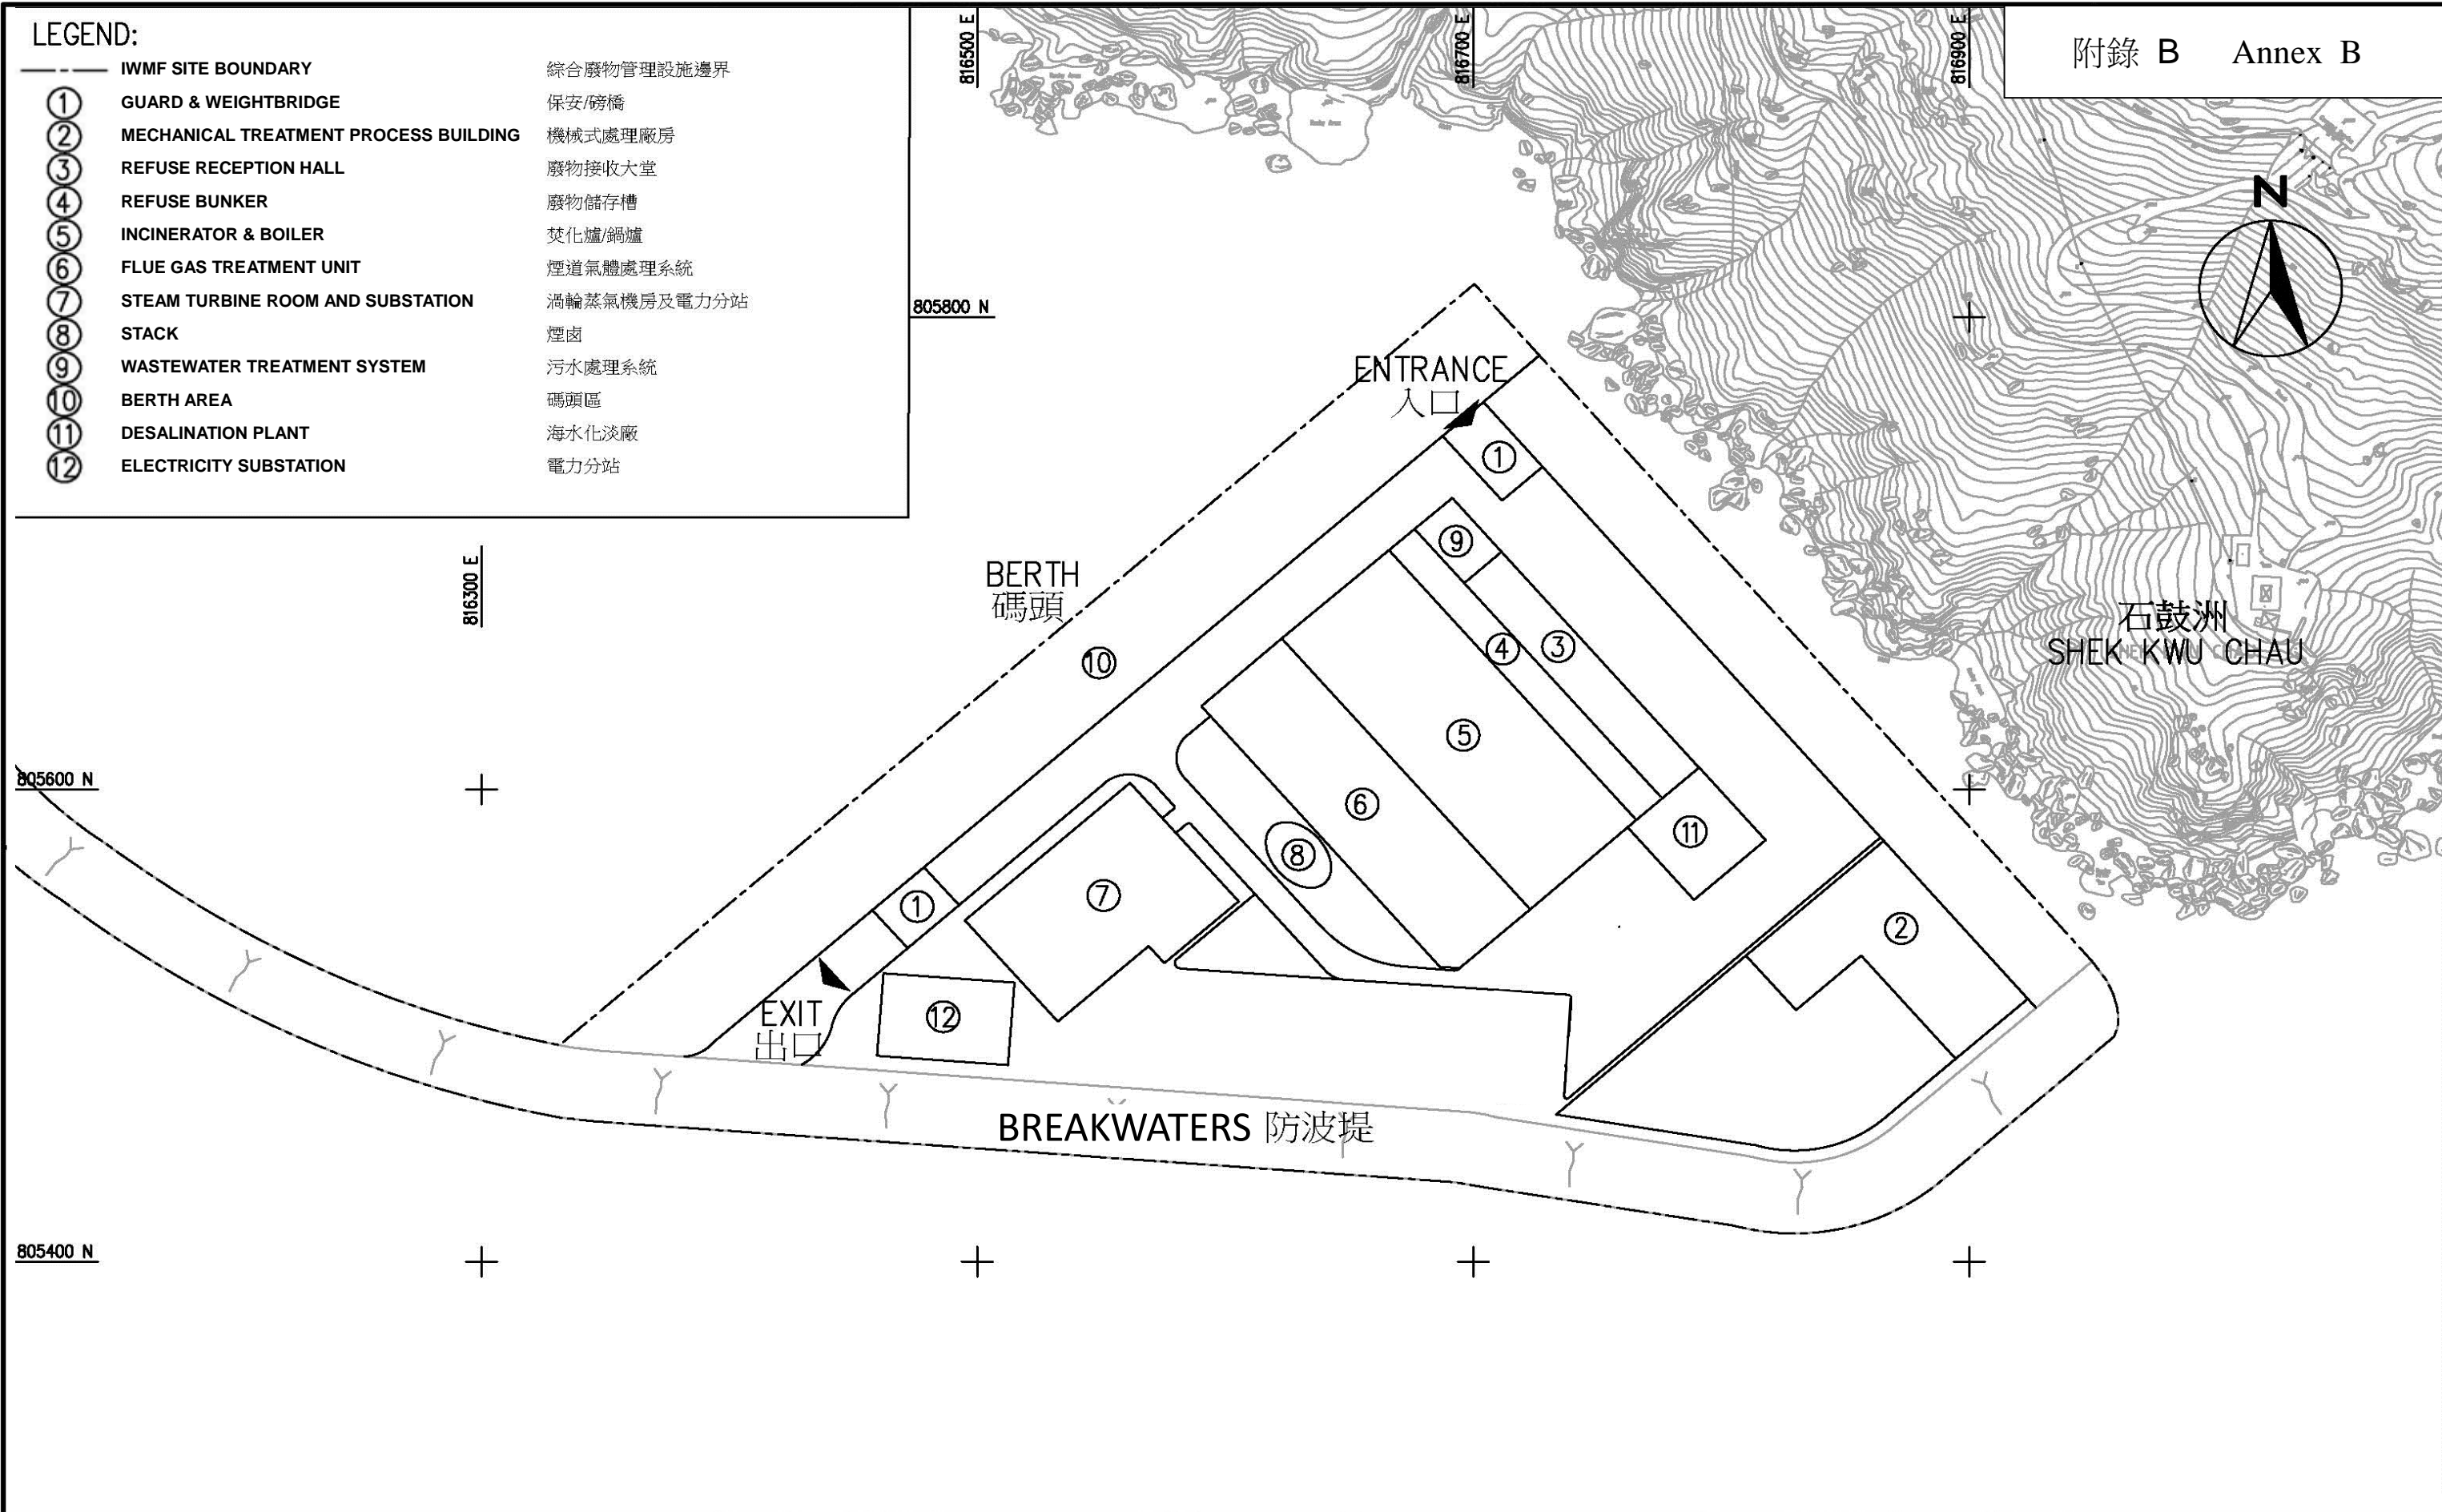 LEGEND:
IWMF SITE BOUNDARY 綜合廢物管理設施邊界
1 GUARD & WEIGHTBRIDGE 保安/磅橋
2 MECHANICAL TREATMENT PROCESS BUILDING 機械式處理廠房
3 REFUSE RECEPTION HALL 廢物接收大堂
4 REFUSE BUNKER 廢物儲存槽
5 INCINERATOR & BOILER 焚化爐/鍋爐
6 FLUE GAS TREATMENT UNIT 煙道氣體處理系統
7 STEAM TURBINE ROOM AND SUBSTATION 渦輪蒸氣機房及電力分站
8 STACK 煙囱
9 WASTEWATER TREATMENT SYSTEM 污水處理系統
10 BERTH AREA 碼頭區
11 DESALINATION PLANT 海水化淡廠
12 ELECTRICITY SUBSTATION 電力分站
附錄 B Annex B
816500 E
816700 E
816900 E
N
805800 N
ENTRANCE
入口
1
9
816300 E
BERTH
碼頭
10
4
3
石鼓洲
SHEK KWU CHAU
5
805600 N
6
11
8
7
1
2
EXIT
出口
12
BREAKWATERS 防波堤
805400 N